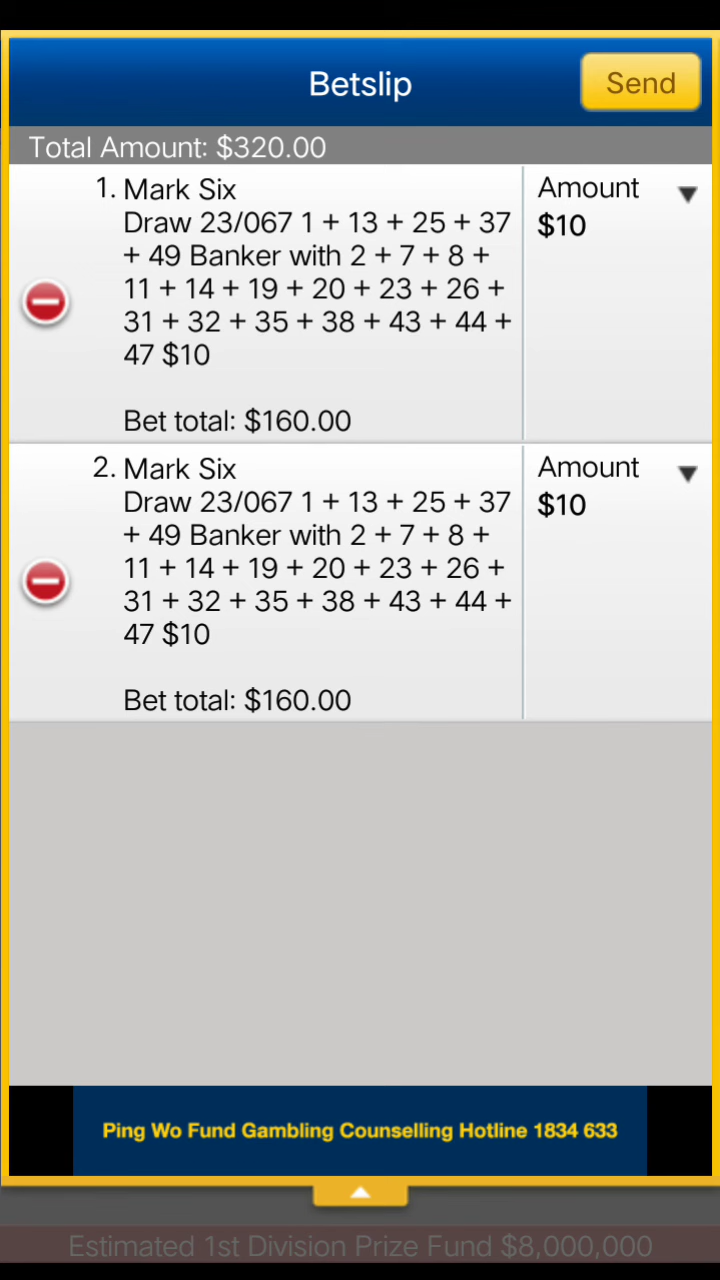 Betslip
Send
Total Amount: $320.00
1. Mark Six
Draw 23/067 1 + 13 + 25 + 37
+ 49 Banker with 2 + 7 + 8 +
11 + 14 + 19 + 20 + 23 + 26 +
31 + 32 + 35 + 38 + 43 + 44 +
47 $10
Bet total: $160.00
Amount
$10
2. Mark Six
Draw 23/067 1 + 13 + 25 + 37
+ 49 Banker with 2 + 7 + 8 +
11 + 14 + 19 + 20 + 23 + 26 +
31 + 32 + 35 + 38 + 43 + 44 +
47 $10
Bet total: $160.00
Amount
$10
Ping Wo Fund Gambling Counselling Hotline 1834 633
Estimated 1st Division Prize Fund $8,000,000